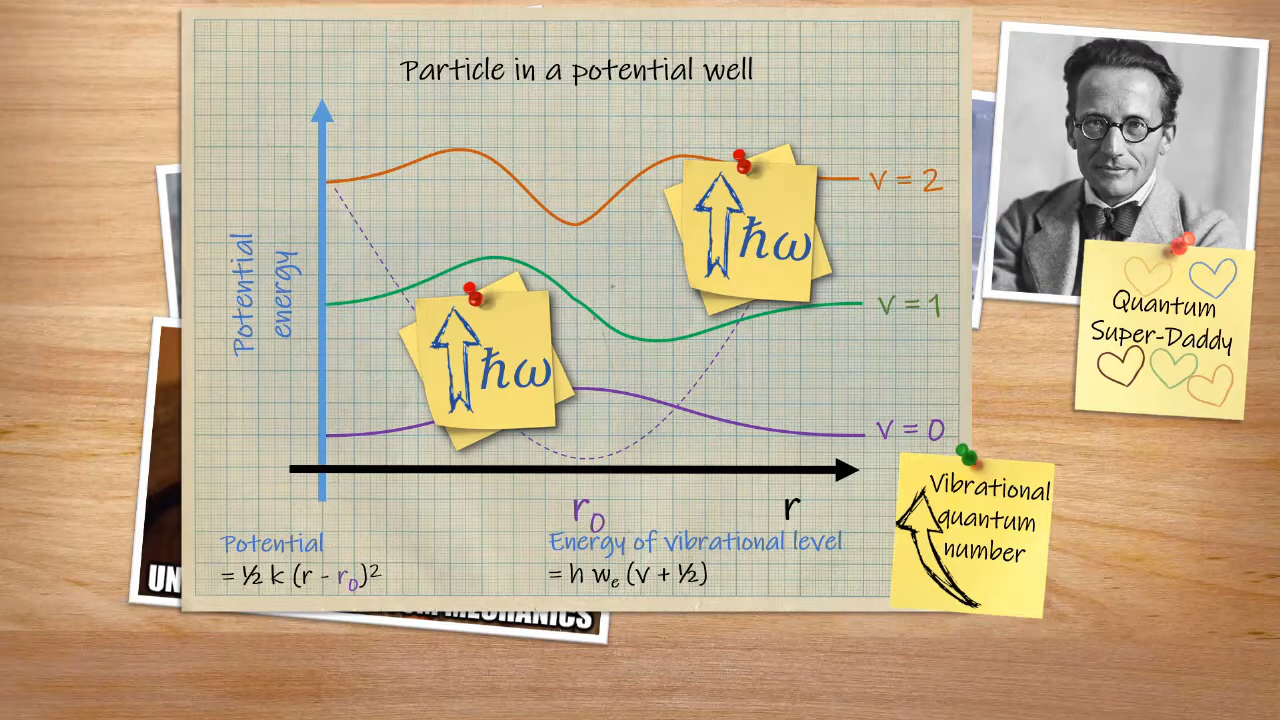 Particle in a potential well
Potential
energy
v = 2
v = 1
v = 0
ħω
ħω
r₀
r
Potential
= ½ k (r - r₀)²
Energy of vibrational level
= h wₑ (v + ½)
Quantum
Super-Daddy
Vibrational
quantum
number
UN
MECHANICS